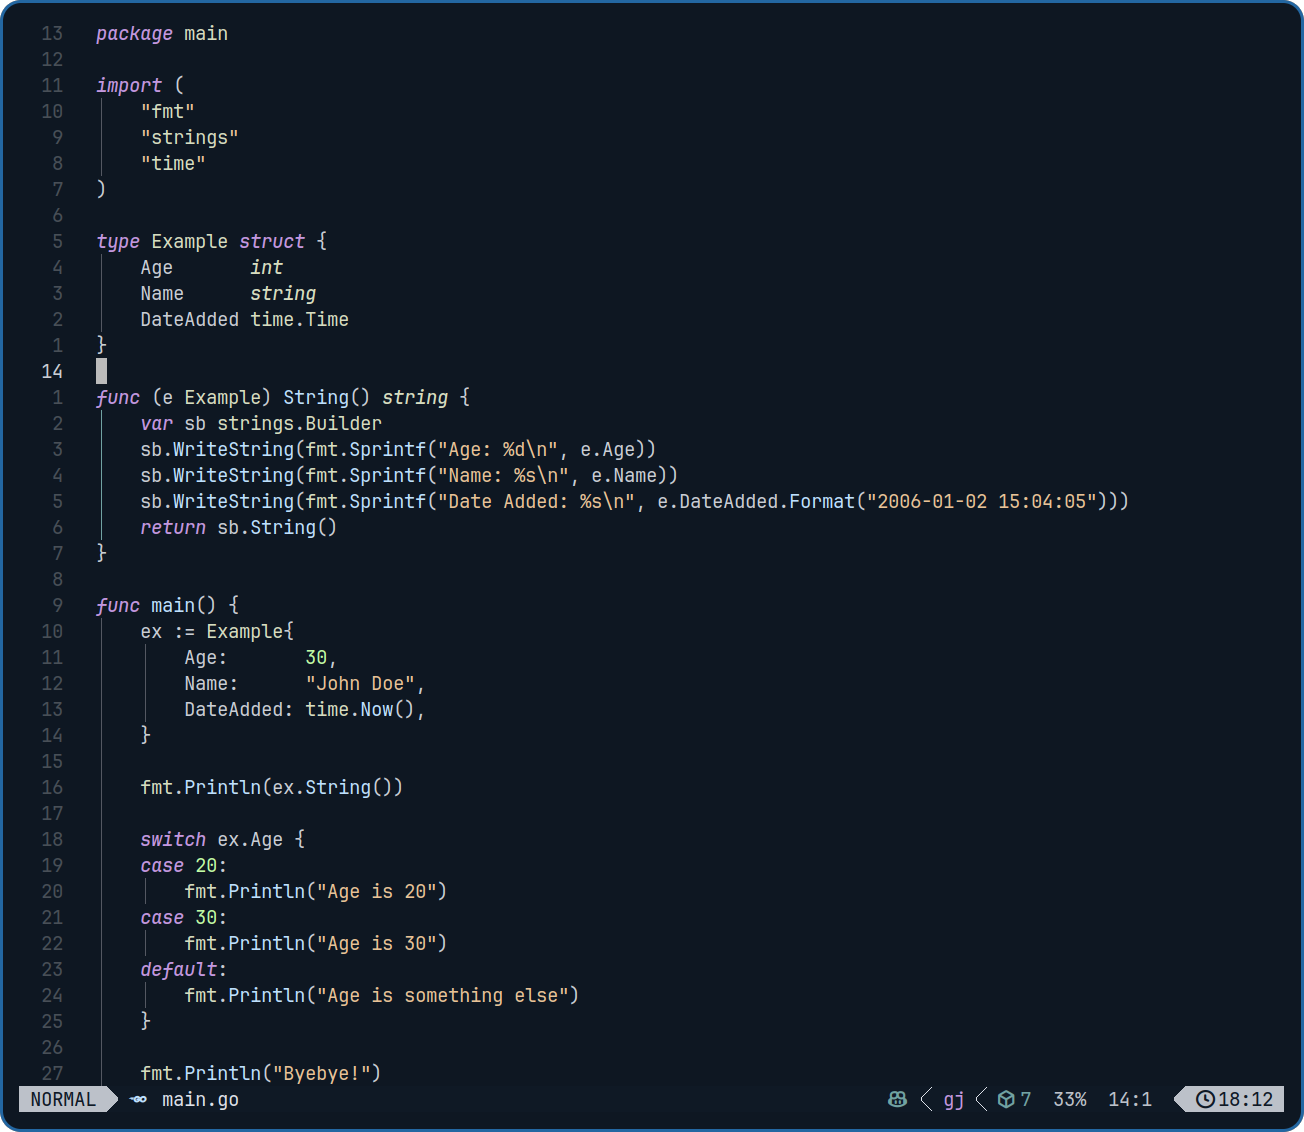 13 package main
12
11 import (
10     "fmt"
9     "strings"
8     "time"
7 )
6
5 type Example struct {
4     Age       int
3     Name      string
2     DateAdded time.Time
1 }
14
1 func (e Example) String() string {
2     var sb strings.Builder
3     sb.WriteString(fmt.Sprintf("Age: %d\n", e.Age))
4     sb.WriteString(fmt.Sprintf("Name: %s\n", e.Name))
5     sb.WriteString(fmt.Sprintf("Date Added: %s\n", e.DateAdded.Format("2006-01-02 15:04:05")))
6     return sb.String()
7 }
8
9 func main() {
10     ex := Example{
11         Age:       30,
12         Name:      "John Doe",
13         DateAdded: time.Now(),
14     }
15
16     fmt.Println(ex.String())
17
18     switch ex.Age {
19     case 20:
20         fmt.Println("Age is 20")
21     case 30:
22         fmt.Println("Age is 30")
23     default:
24         fmt.Println("Age is something else")
25     }
26
27     fmt.Println("Byebye!")
NORMAL main.go gj 7 33% 14:1 18:12